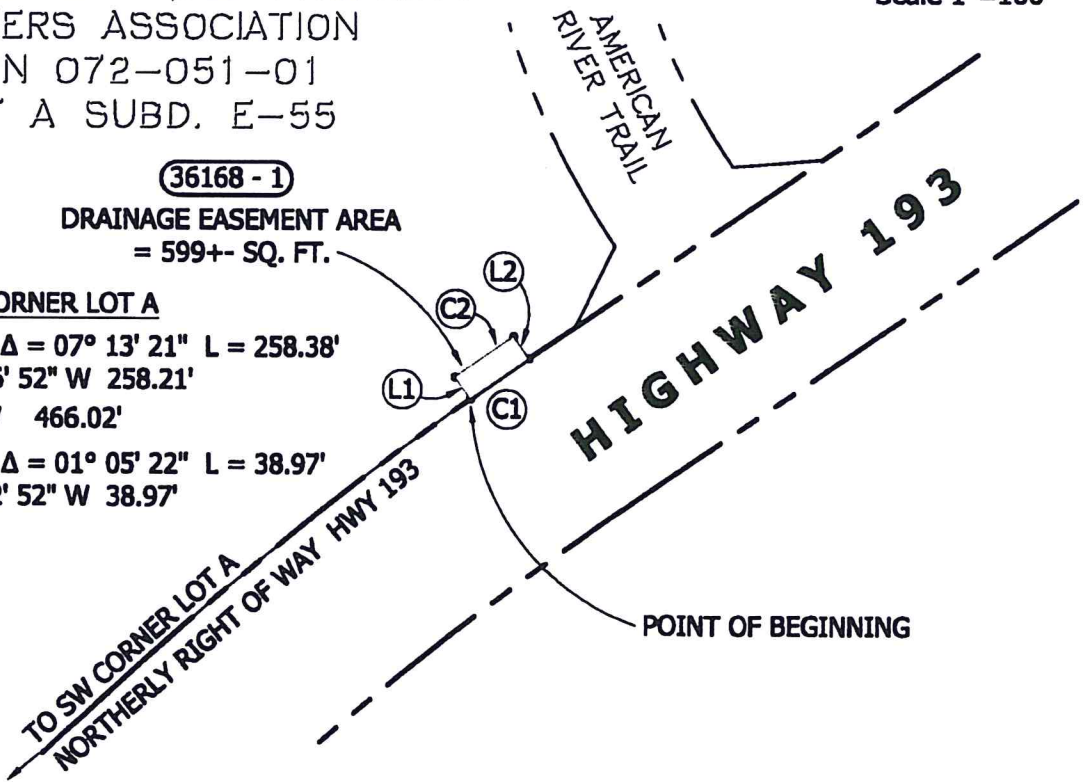 ERS ASSOCIATION
N 072-051-01
A SUBD. E-55
AMERICAN
RIVER TRAIL
36168 - 1
DRAINAGE EASEMENT AREA
= 599+- SQ. FT.
L2
C2
L1
C1
ORNER LOT A
Δ = 07° 13' 21" L = 258.38'
52" W 258.21'
466.02'
Δ = 01° 05' 22" L = 38.97'
52" W 38.97'
HIGHWAY 193
TO SW CORNER LOT A
NORTHERLY RIGHT OF WAY HWY 193
POINT OF BEGINNING